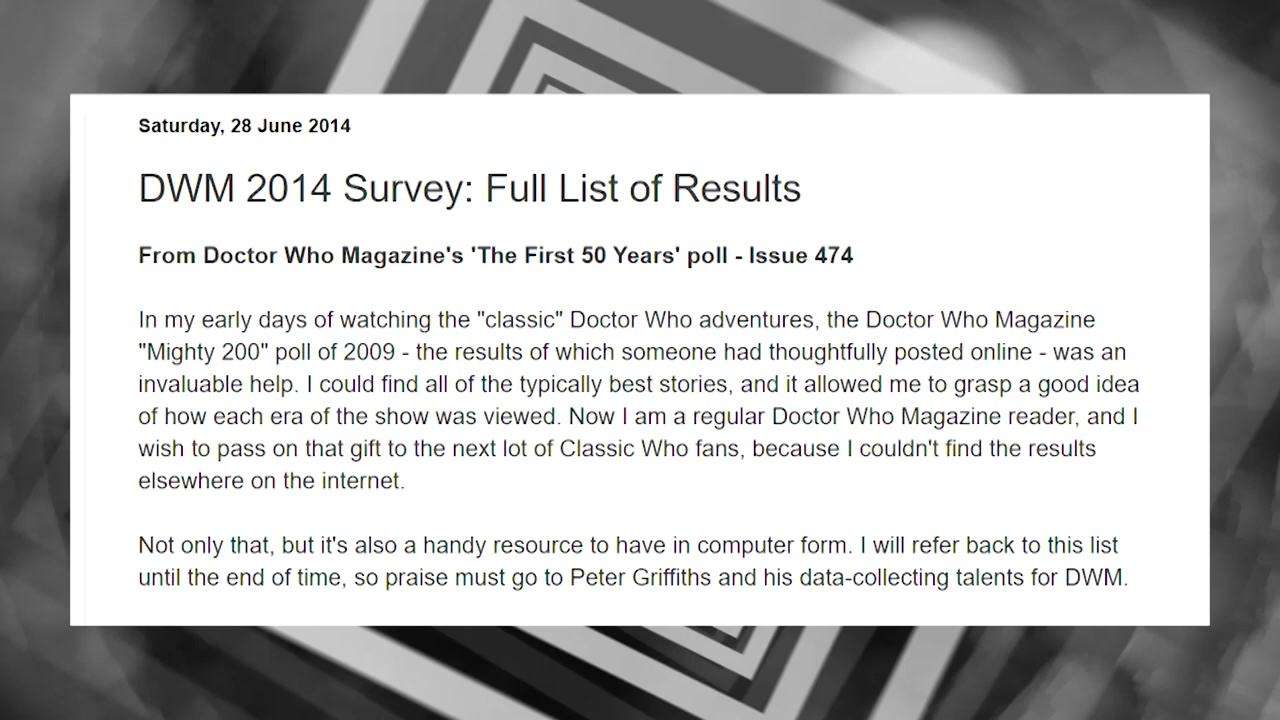 Saturday, 28 June 2014
DWM 2014 Survey: Full List of Results
From Doctor Who Magazine's 'The First 50 Years' poll - Issue 474
In my early days of watching the "classic" Doctor Who adventures, the Doctor Who Magazine
"Mighty 200" poll of 2009 - the results of which someone had thoughtfully posted online - was an
invaluable help. I could find all of the typically best stories, and it allowed me to grasp a good idea
of how each era of the show was viewed. Now I am a regular Doctor Who Magazine reader, and I
wish to pass on that gift to the next lot of Classic Who fans, because I couldn't find the results
elsewhere on the internet.
Not only that, but it's also a handy resource to have in computer form. I will refer back to this list
until the end of time, so praise must go to Peter Griffiths and his data-collecting talents for DWM.